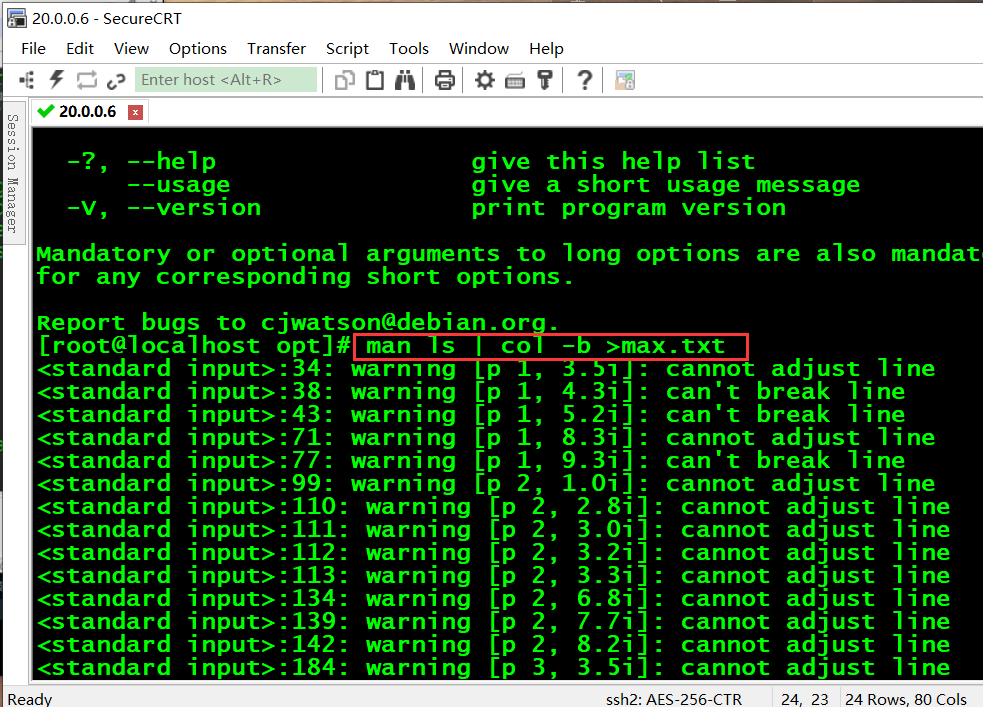 20.0.0.6 - SecureCRT
File Edit View Options Transfer Script Tools Window Help
Enter host <Alt+R>
20.0.0.6
Session Manager
-?, --help give this help list
--usage give a short usage message
-V, --version print program version
Mandatory or optional arguments to long options are also mandat
for any corresponding short options.
Report bugs to cjwatson@debian.org.
[root@localhost opt]# man ls | col -b >max.txt
<standard input>:34: warning [p 1, 3.5i]: cannot adjust line
<standard input>:38: warning [p 1, 4.3i]: can't break line
<standard input>:43: warning [p 1, 5.2i]: can't break line
<standard input>:71: warning [p 1, 8.3i]: cannot adjust line
<standard input>:77: warning [p 1, 9.3i]: can't break line
<standard input>:99: warning [p 2, 1.0i]: cannot adjust line
<standard input>:110: warning [p 2, 2.8i]: cannot adjust line
<standard input>:111: warning [p 2, 3.0i]: cannot adjust line
<standard input>:112: warning [p 2, 3.2i]: cannot adjust line
<standard input>:113: warning [p 2, 3.3i]: cannot adjust line
<standard input>:134: warning [p 2, 6.8i]: cannot adjust line
<standard input>:139: warning [p 2, 7.7i]: cannot adjust line
<standard input>:142: warning [p 2, 8.2i]: cannot adjust line
<standard input>:184: warning [p 3, 3.5i]: cannot adjust line
Ready ssh2: AES-256-CTR 24, 23 24 Rows, 80 Cols